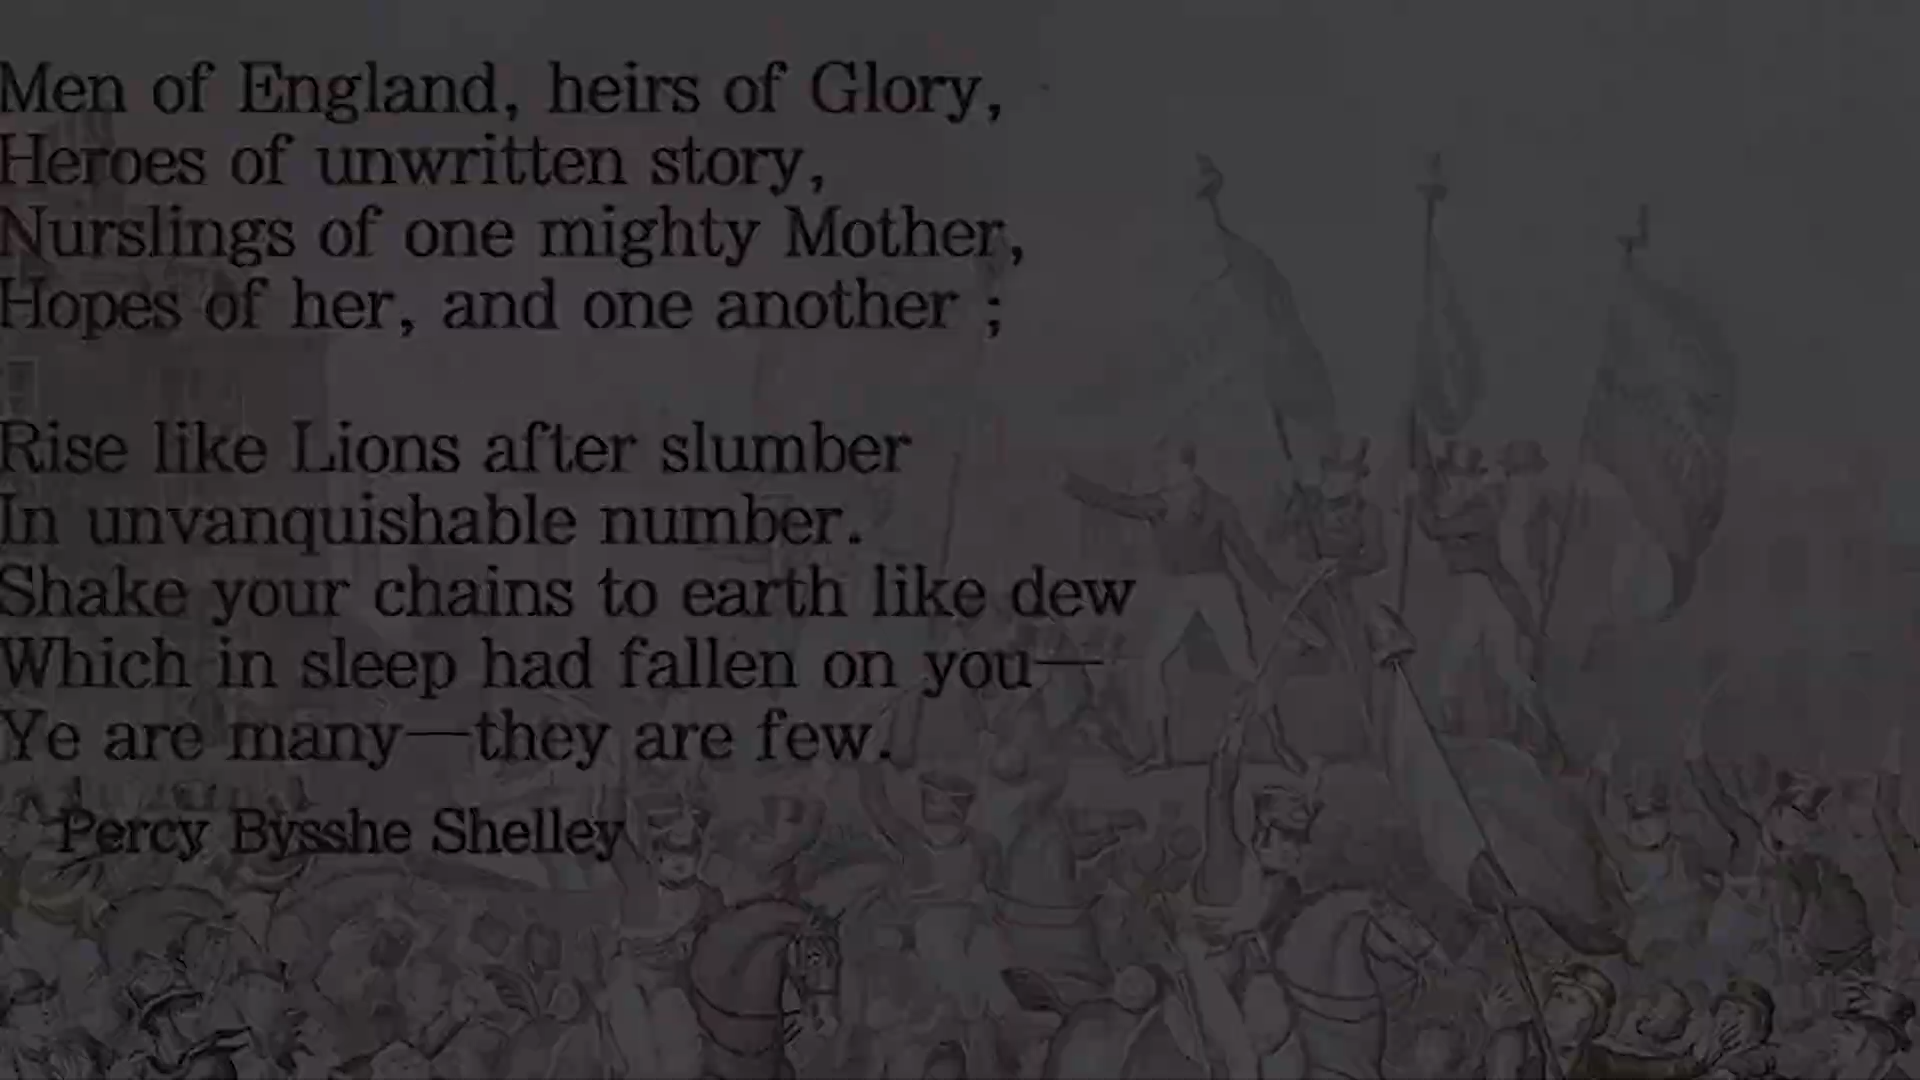 Men of England, heirs of Glory,
Heroes of unwritten story,
Nurslings of one mighty Mother,
Hopes of her, and one another ;
Rise like Lions after slumber
In unvanquishable number.
Shake your chains to earth like dew
Which in sleep had fallen on you—
Ye are many—they are few.
Percy Bysshe Shelley